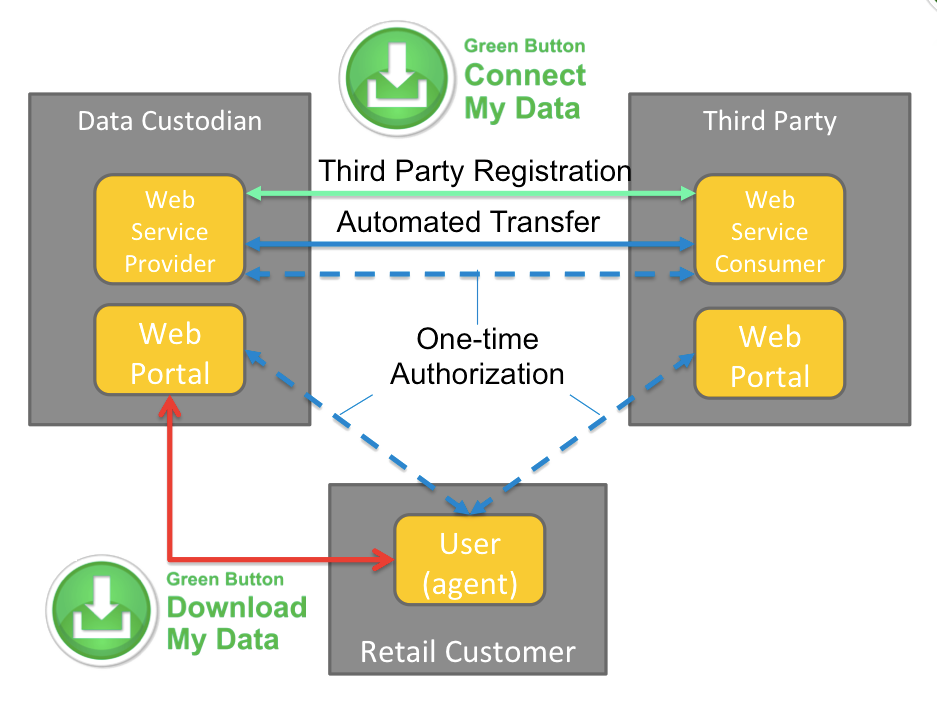 Green Button
Connect
My Data
Data Custodian
Third Party
Third Party Registration
Web
Service
Provider
Automated Transfer
Web
Service
Consumer
One-time
Authorization
Web
Portal
Web
Portal
User
(agent)
Retail Customer
Green Button
Download
My Data